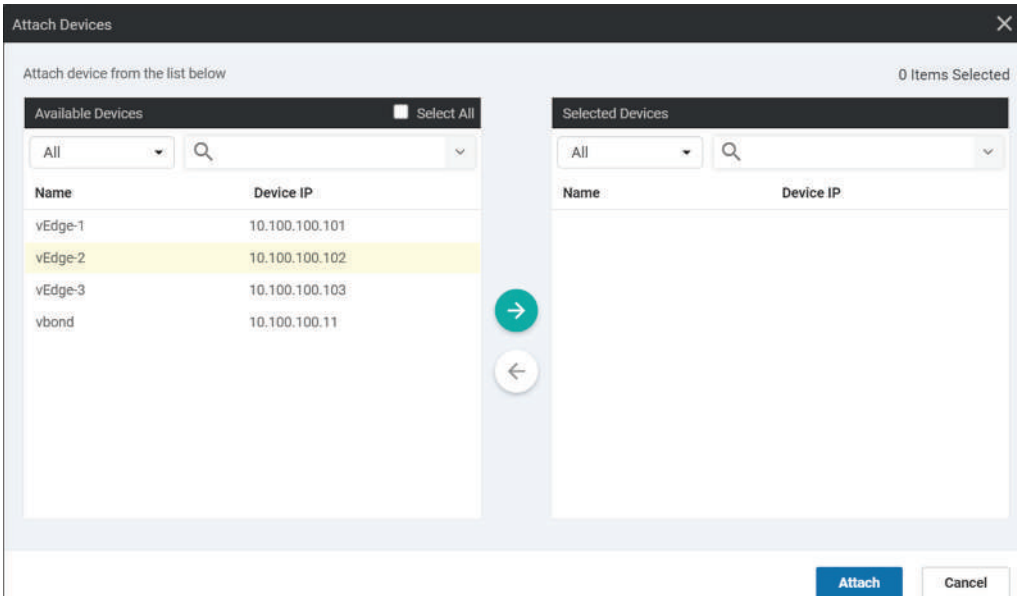 Attach Devices
Attach device from the list below
0 Items Selected
Available Devices Select All
All
Name Device IP
vEdge-1 10.100.100.101
vEdge-2 10.100.100.102
vEdge-3 10.100.100.103
vbond 10.100.100.11
Selected Devices
All
Name Device IP
Attach Cancel